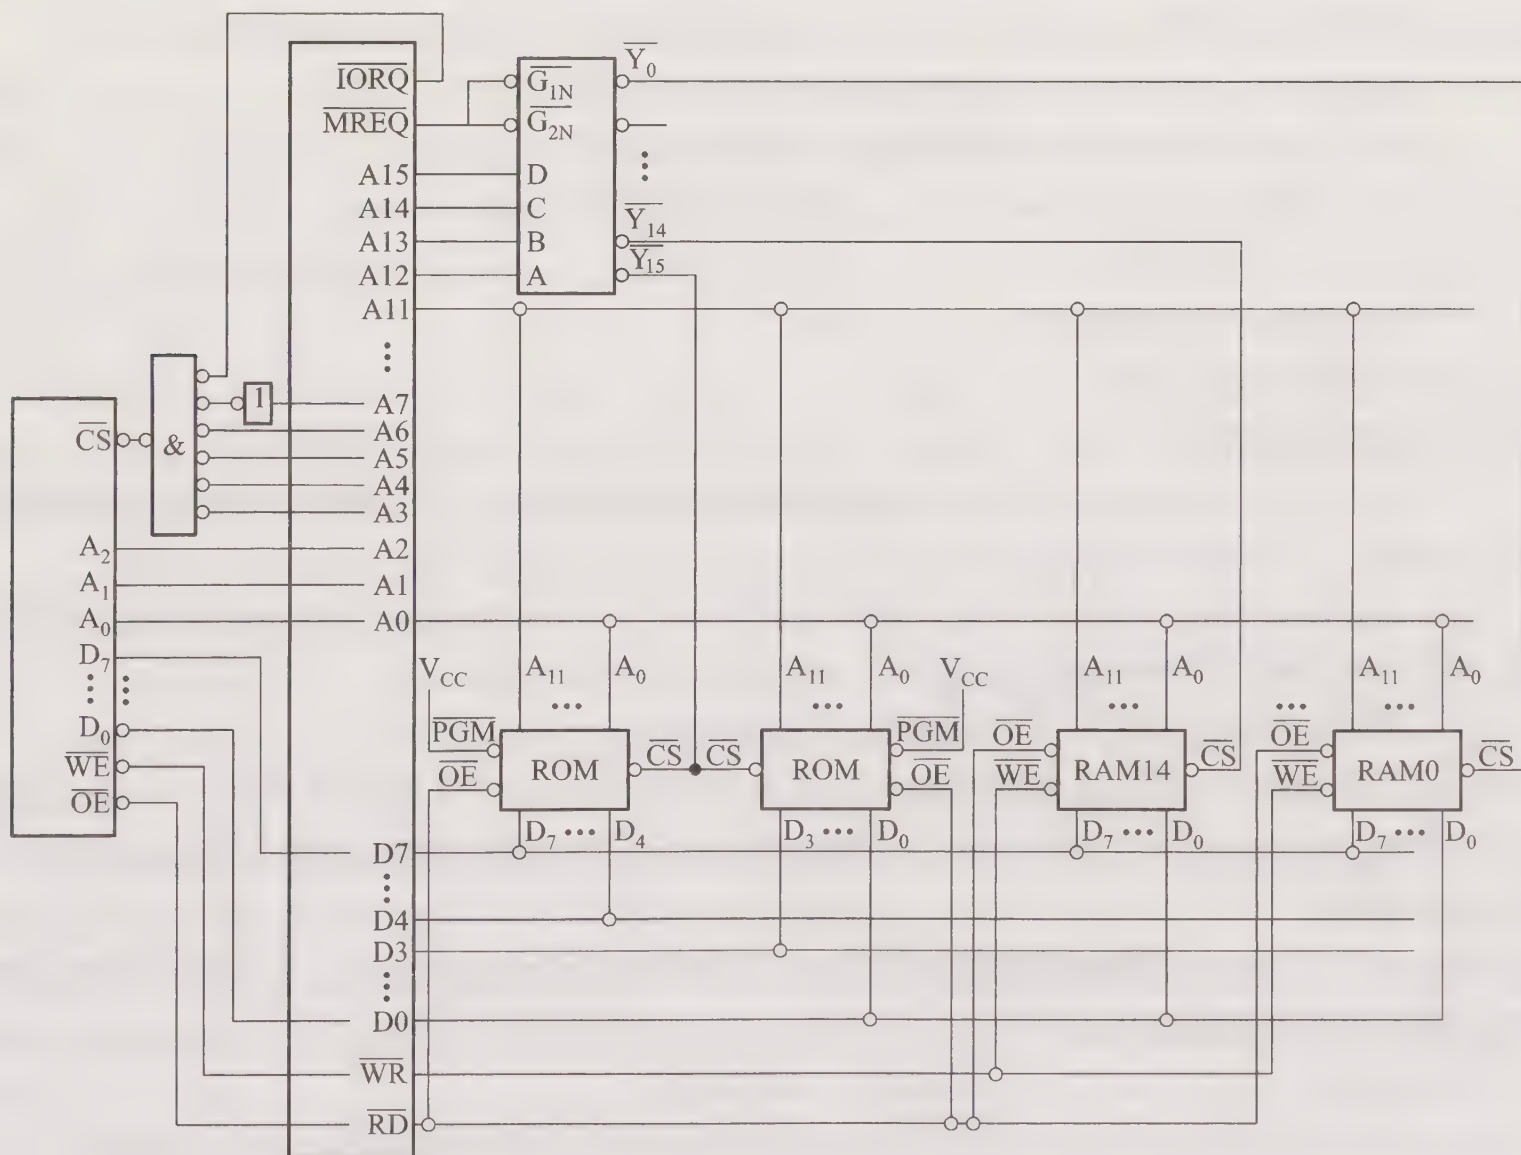 IORQ
MREQ
A15
A14
A13
A12
A11
A7
A6
A5
A4
A3
A2
A1
A0
G1N
G2N
D
C
B
A
Y0
Y14
Y15
1
&
CS
A2
A1
A0
D7
D0
WE
OE
VCC
A11 ••• A0
A11 ••• A0
VCC
A11 ••• A0
A11 ••• A0
PGM
OE
ROM
CS
CS
ROM
PGM
OE
OE
WE
RAM14
CS
OE
WE
RAM0
CS
D7 ••• D4
D3 ••• D0
D7 ••• D0
D7 ••• D0
D7
D4
D3
D0
WR
RD